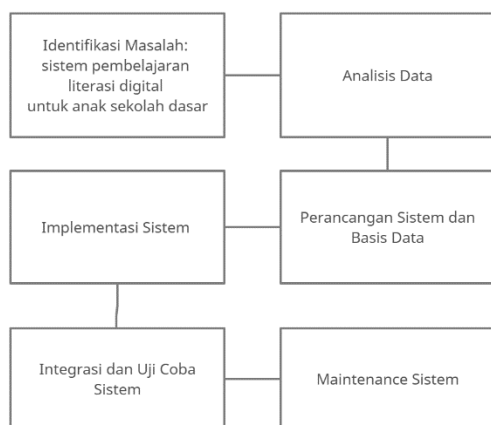 Identifikasi Masalah:
sistem pembelajaran
literasi digital
untuk anak sekolah dasar
Analisis Data
Perancangan Sistem dan
Basis Data
Implementasi Sistem
Integrasi dan Uji Coba
Sistem
Maintenance Sistem